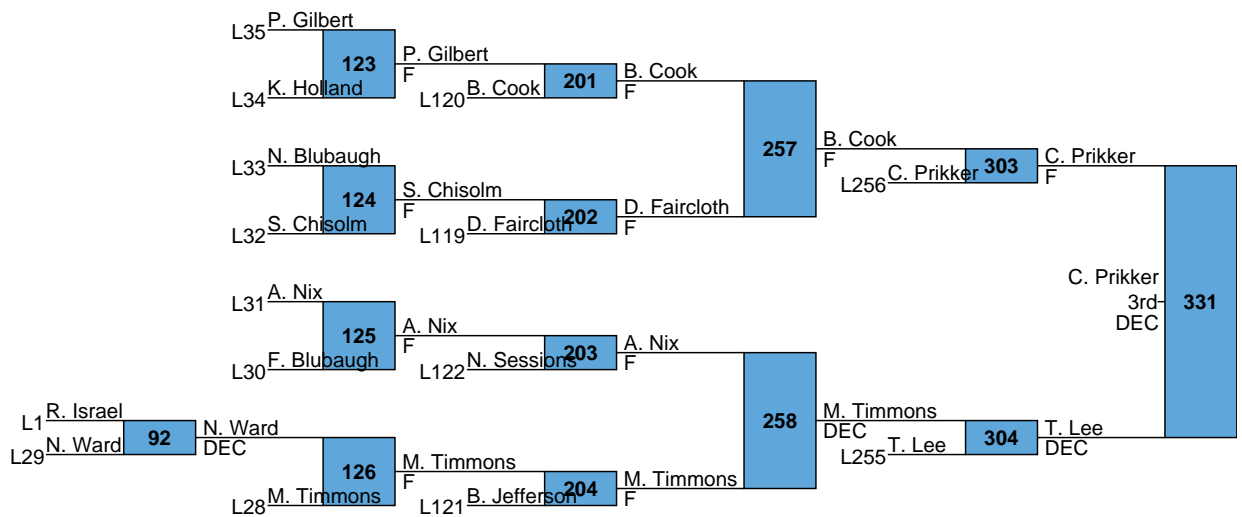 L35 P. Gilbert
123
L34 K. Holland
P. Gilbert
F
L120 B. Cook
201
B. Cook
F
L33 N. Blubaugh
124
L32 S. Chisolm
S. Chisolm
F
L119 D. Faircloth
202
D. Faircloth
F
257
B. Cook
F
L256 C. Prikker
303
C. Prikker
F
L31 A. Nix
125
L30 F. Blubaugh
A. Nix
F
L122 N. Sessions
203
A. Nix
F
L1 R. Israel
92
L29 N. Ward
N. Ward
DEC
126
L28 M. Timmons
M. Timmons
F
L121 B. Jefferson
204
M. Timmons
F
258
M. Timmons
DEC
L255 T. Lee
304
T. Lee
DEC
331
C. Prikker
3rd
DEC